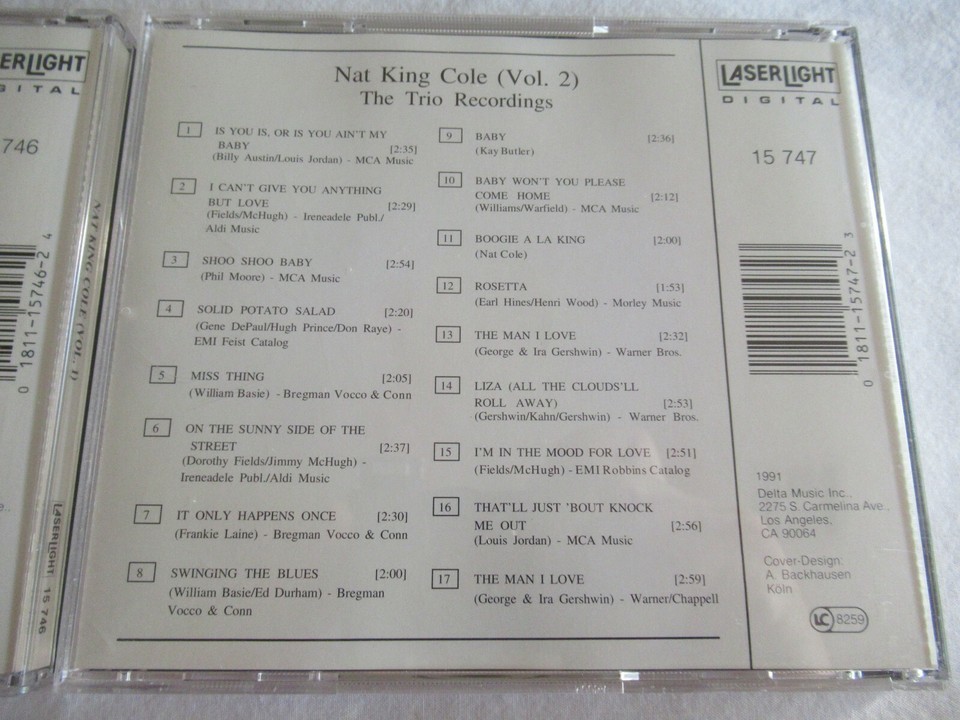 ERLIGHT
GITAL
746
0 1811-15746-2 4
NAT KING COLE (VOL. 1)
LASERLIGHT 15 746
Nat King Cole (Vol. 2)
The Trio Recordings
1 IS YOU IS, OR IS YOU AIN'T MY
BABY [2:35]
(Billy Austin/Louis Jordan) - MCA Music
2 I CAN'T GIVE YOU ANYTHING
BUT LOVE [2:29]
(Fields/McHugh) - Ireneadele Publ./
Aldi Music
3 SHOO SHOO BABY [2:54]
(Phil Moore) - MCA Music
4 SOLID POTATO SALAD [2:20]
(Gene DePaul/Hugh Prince/Don Raye) -
EMI Feist Catalog
5 MISS THING [2:05]
(William Basie) - Bregman Vocco & Conn
6 ON THE SUNNY SIDE OF THE
STREET [2:37]
(Dorothy Fields/Jimmy McHugh) -
Ireneadele Publ./Aldi Music
7 IT ONLY HAPPENS ONCE [2:30]
(Frankie Laine) - Bregman Vocco & Conn
8 SWINGING THE BLUES [2:00]
(William Basie/Ed Durham) - Bregman
Vocco & Conn
9 BABY [2:36]
(Kay Butler)
10 BABY WON'T YOU PLEASE
COME HOME [2:12]
(Williams/Warfield) - MCA Music
11 BOOGIE A LA KING [2:00]
(Nat Cole)
12 ROSETTA [1:53]
(Earl Hines/Henri Wood) - Morley Music
13 THE MAN I LOVE [2:32]
(George & Ira Gershwin) - Warner Bros.
14 LIZA (ALL THE CLOUDS'LL
ROLL AWAY) [2:53]
(Gershwin/Kahn/Gershwin) - Warner Bros.
15 I'M IN THE MOOD FOR LOVE [2:51]
(Fields/McHugh) - EMI Robbins Catalog
16 THAT'LL JUST 'BOUT KNOCK
ME OUT [2:56]
(Louis Jordan) - MCA Music
17 THE MAN I LOVE [2:59]
(George & Ira Gershwin) - Warner/Chappell
LASERLIGHT
DIGITAL
15 747
0 1811-15747-2 3
1991
Delta Music Inc.,
2275 S. Carmelina Ave.,
Los Angeles,
CA 90064
Cover-Design:
A. Backhausen
Köln
LC 8259